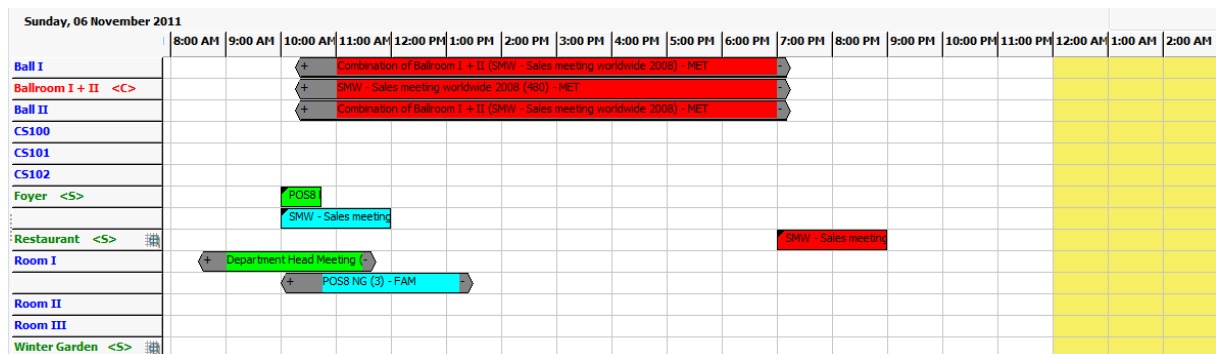 Sunday, 06 November 2011
8:00 AM 9:00 AM 10:00 AM 11:00 AM 12:00 PM 1:00 PM 2:00 PM 3:00 PM 4:00 PM 5:00 PM 6:00 PM 7:00 PM 8:00 PM 9:00 PM 10:00 PM 11:00 PM 12:00 AM 1:00 AM 2:00 AM
Ball I + Combination of Ballroom I + II (SMW - Sales meeting worldwide 2008) - MET -
Ballroom I + II <C> + SMW - Sales meeting worldwide 2008 (480) - MET -
Ball II + Combination of Ballroom I + II (SMW - Sales meeting worldwide 2008) - MET -
CS100
CS101
CS102
Foyer <S> POS8
SMW - Sales meeting
Restaurant <S> SMW - Sales meeting
Room I + Department Head Meeting ( -
+ POS8 NG (3) - FAM -
Room II
Room III
Winter Garden <S>